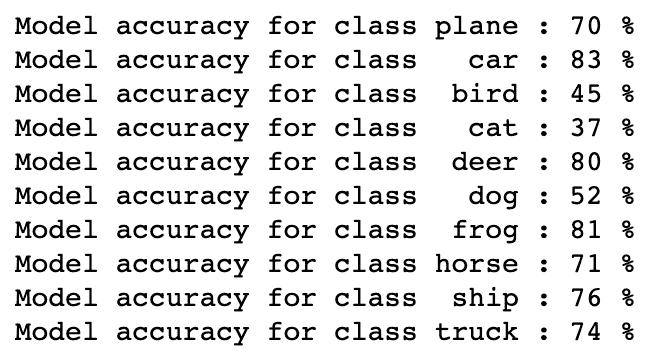 Model accuracy for class plane : 70 %
Model accuracy for class   car : 83 %
Model accuracy for class  bird : 45 %
Model accuracy for class   cat : 37 %
Model accuracy for class  deer : 80 %
Model accuracy for class   dog : 52 %
Model accuracy for class  frog : 81 %
Model accuracy for class horse : 71 %
Model accuracy for class  ship : 76 %
Model accuracy for class truck : 74 %